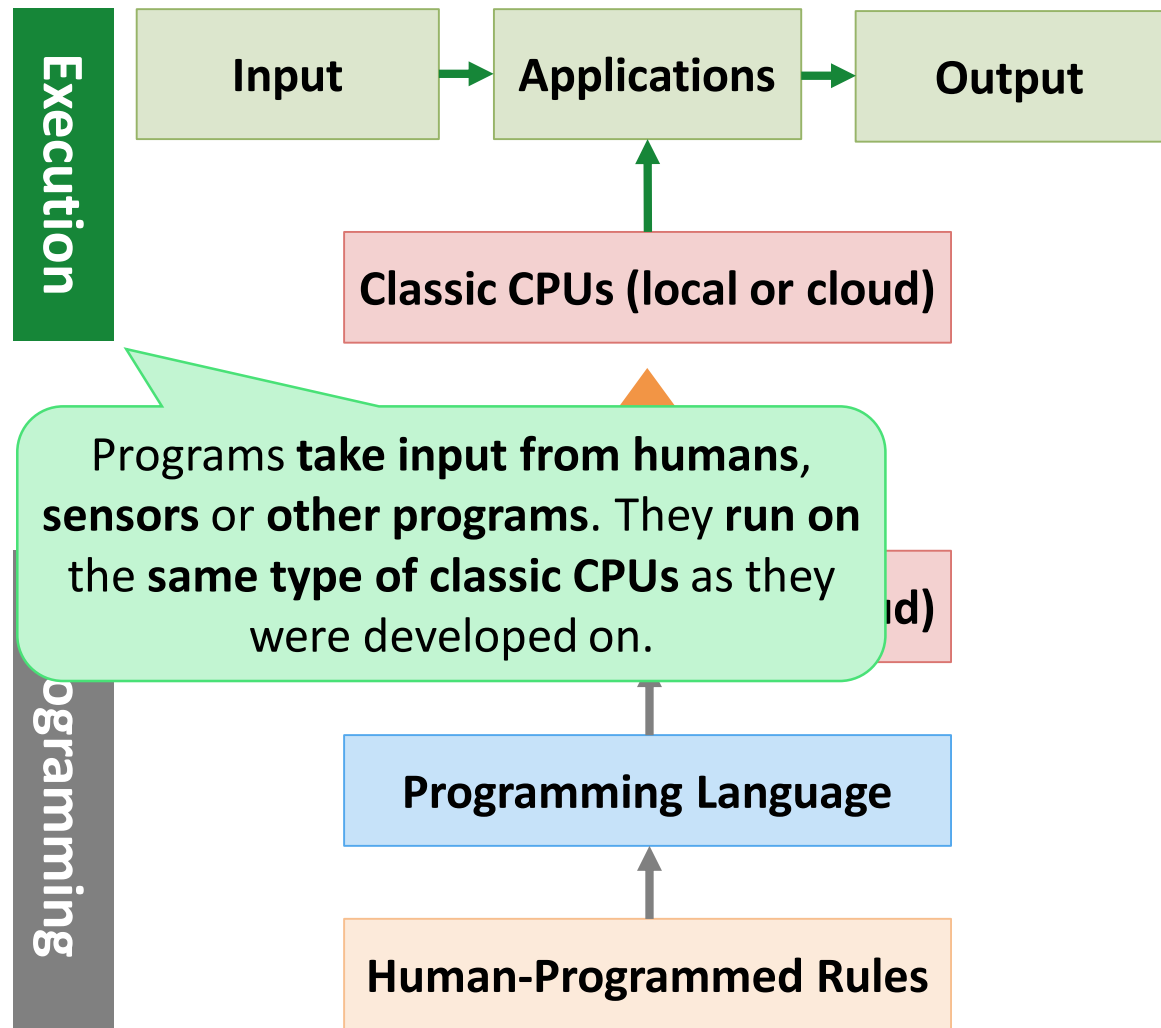 Execution
Input
Applications
Output
Classic CPUs (local or cloud)
Programs take input from humans,
sensors or other programs. They run on
the same type of classic CPUs as they
were developed on.
ud)
ogramming
Programming Language
Human-Programmed Rules